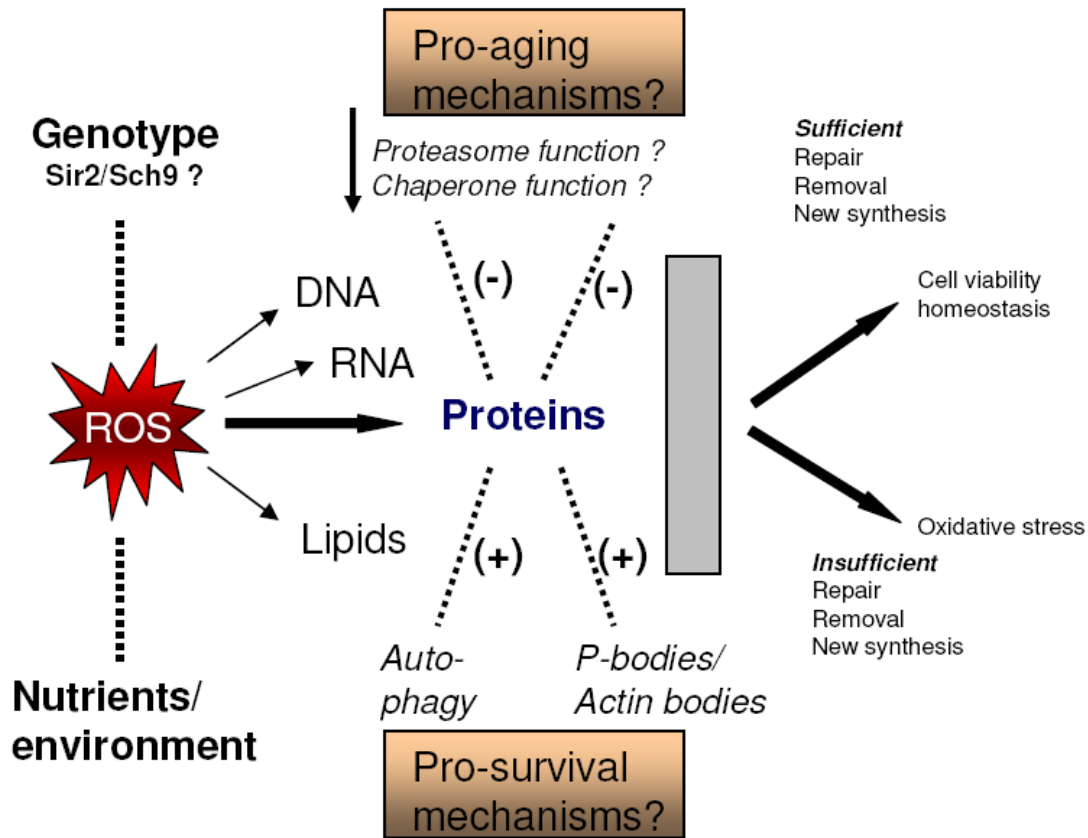 Pro-aging
mechanisms?
Genotype
Sir2/Sch9 ?
Proteasome function ?
Chaperone function ?
Sufficient
Repair
Removal
New synthesis
(-)
(-)
DNA
RNA
ROS
Proteins
Lipids
Cell viability
homeostasis
Oxidative stress
Insufficient
Repair
Removal
New synthesis
(+)
(+)
Auto-
phagy
P-bodies/
Actin bodies
Nutrients/
environment
Pro-survival
mechanisms?